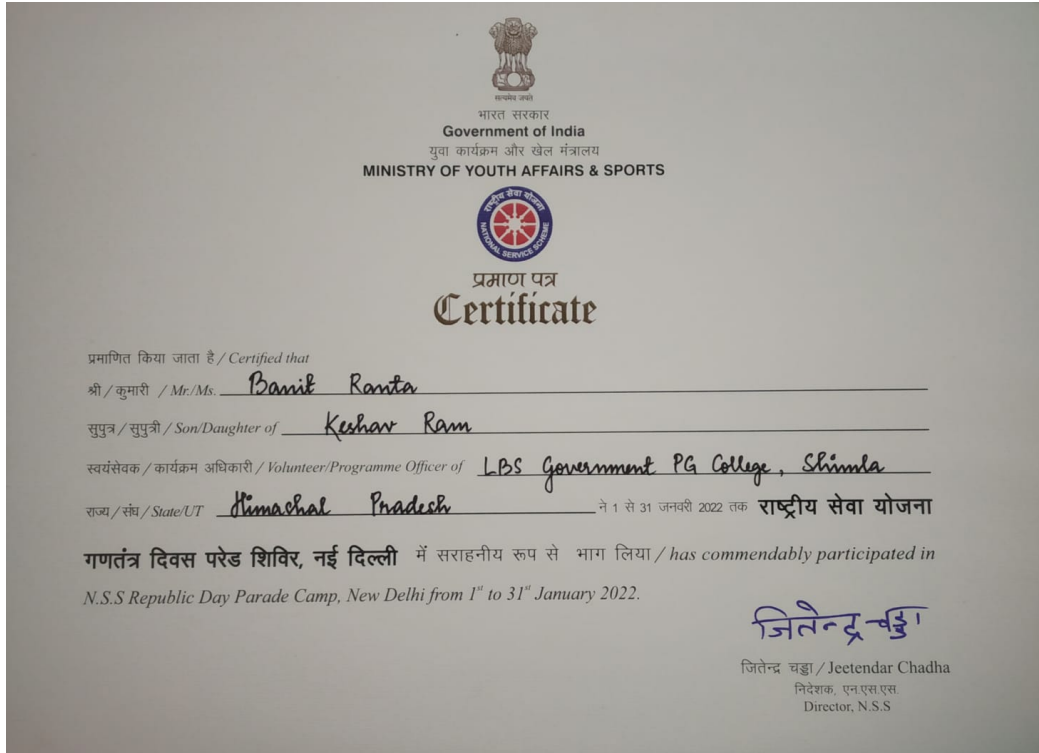 सत्यमेव जयते
भारत सरकार
Government of India
युवा कार्यक्रम और खेल मंत्रालय
MINISTRY OF YOUTH AFFAIRS & SPORTS
राष्ट्रीय सेवा योजना
NATIONAL SERVICE SCHEME
प्रमाण पत्र
Certificate
प्रमाणित किया जाता है / Certified that
श्री / कुमारी / Mr./Ms. Banit Ranta
सुपुत्र / सुपुत्री / Son/Daughter of Keshav Ram
स्वयंसेवक / कार्यक्रम अधिकारी / Volunteer/Programme Officer of LBS Government PG College, Shimla
राज्य / संघ / State/UT Himachal Pradesh ने 1 से 31 जनवरी 2022 तक राष्ट्रीय सेवा योजना
गणतंत्र दिवस परेड शिविर, नई दिल्ली में सराहनीय रूप से भाग लिया / has commendably participated in
N.S.S Republic Day Parade Camp, New Delhi from 1st to 31st January 2022.
जितेन्द्र चड्ढा
जितेन्द्र चड्ढा / Jeetendar Chadha
निदेशक, एन.एस.एस.
Director, N.S.S